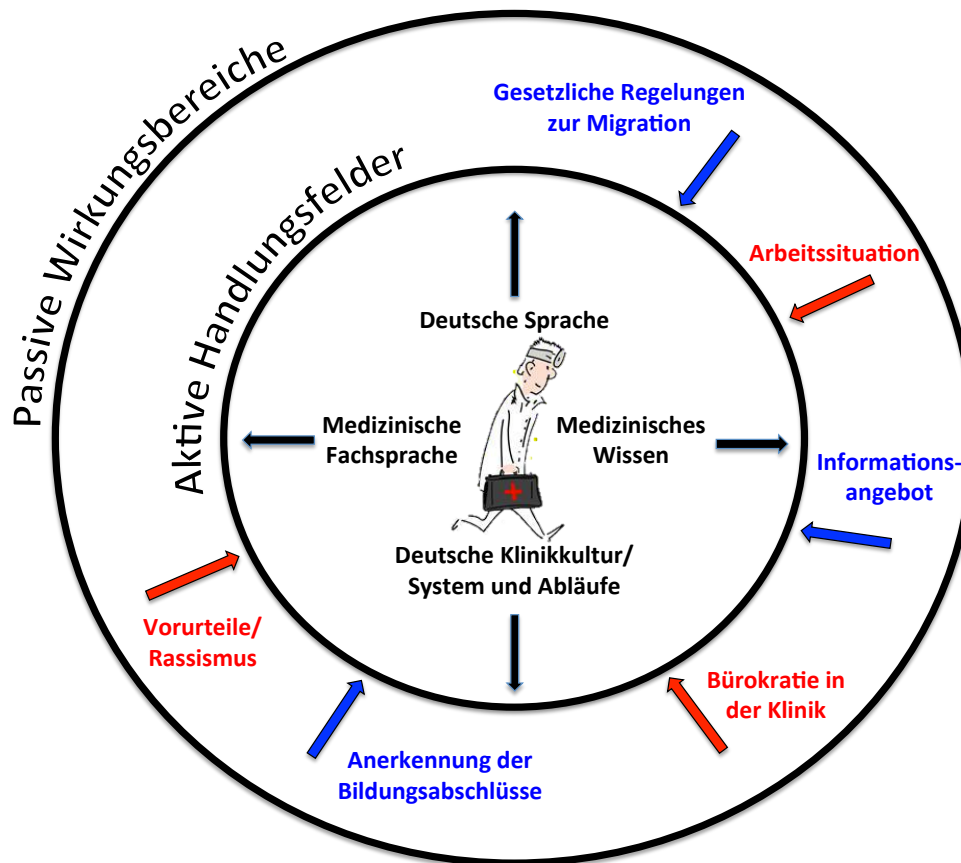 Passive Wirkungsbereiche
Aktive Handlungsfelder
Gesetzliche Regelungen
zur Migration
Arbeitssituation
Deutsche Sprache
Medizinische
Fachsprache
Medizinisches
Wissen
Informations-
angebot
Deutsche Klinikkultur/
System und Abläufe
Vorurteile/
Rassismus
Bürokratie in
der Klinik
Anerkennung der
Bildungsabschlüsse